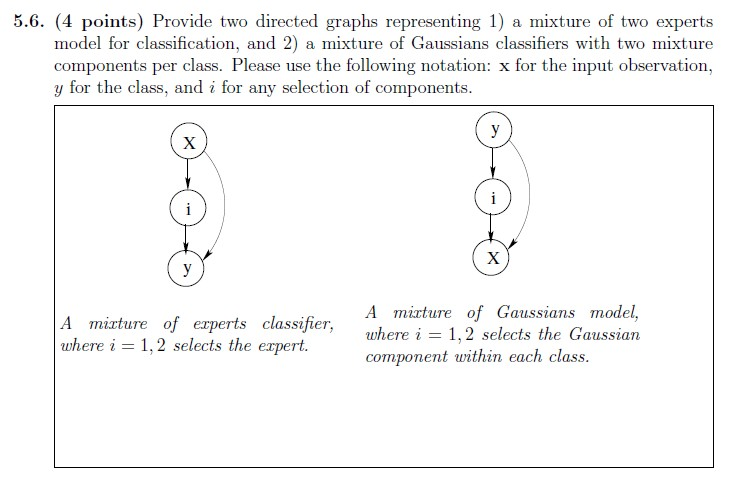 5.6. (4 points) Provide two directed graphs representing 1) a mixture of two experts
model for classification, and 2) a mixture of Gaussians classifiers with two mixture
components per class. Please use the following notation: x for the input observation,
y for the class, and i for any selection of components.
x
i
y
A mixture of experts classifier,
where i = 1, 2 selects the expert.
y
i
x
A mixture of Gaussians model,
where i = 1, 2 selects the Gaussian
component within each class.